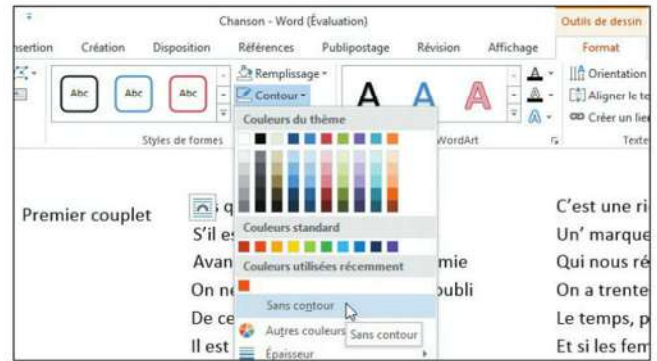 Chanson - Word (Évaluation)
Outils de dessin
nsertion Création Disposition Références Publipostage Révision Affichage Format
Abc Abc Abc
Remplissage
Contour
A A A
A
A
A
Orientation
Aligner le te
Créer un lie
Styles de formes WordArt Texte
Couleurs du thème
Couleurs standard
Couleurs utilisées récemment
Sans contour
Autres couleurs
Sans contour
Épaisseur
Premier couplet
S'il es
Avan mie
On ne publi
De ce
Il est
C'est une ri
Un' marque
Qui nous ré
On a trente
Le temps, p
Et si les fem